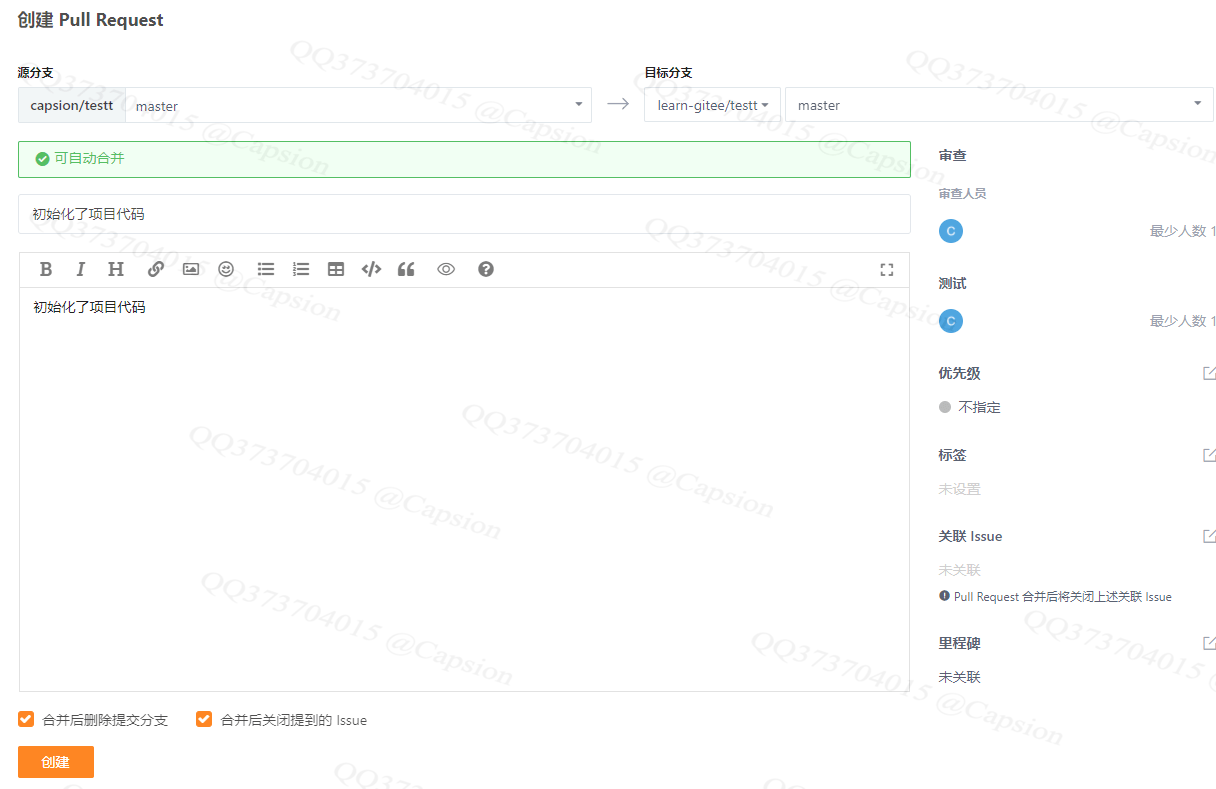 创建 Pull Request
源分支
目标分支
capsion/testt master
learn-gitee/testt master
可自动合并
初始化了项目代码
初始化了项目代码
合并后删除提交分支 合并后关闭提到的 Issue
创建
审查
审查人员
C 最少人数 1
测试
C 最少人数 1
优先级
不指定
标签
未设置
关联 Issue
未关联
Pull Request 合并后将关闭上述关联 Issue
里程碑
未关联
QQ373704015 @Capsion